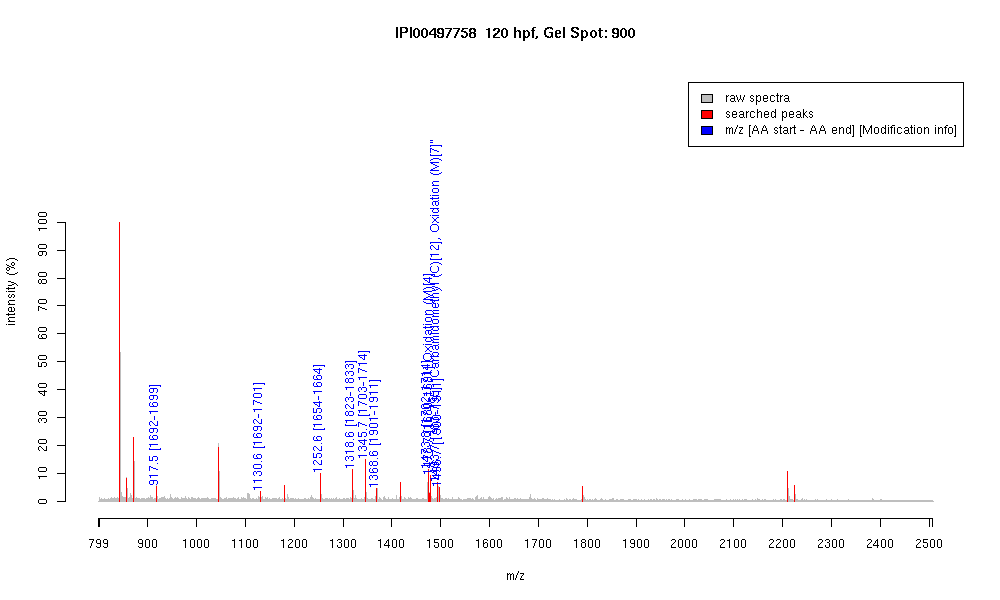 IPI00497758 120 hpf, Gel Spot: 900
raw spectra
searched peaks
m/z [AA start - AA end] [Modification info]
intensity (%)
100
90
80
70
60
50
40
30
20
10
0
917.5 [1692-1699]
1130.6 [1692-1701]
1252.6 [1654-1664]
1318.6 [1823-1833]
1345.7 [1703-1714]
1368.6 [1901-1911]
Oxidation (M)[4]
Carbamidomethyl (C)[12], Oxidation (M)[7]"
799 900 1000 1100 1200 1300 1400 1500 1600 1700 1800 1900 2000 2100 2200 2300 2400 2500
m/z